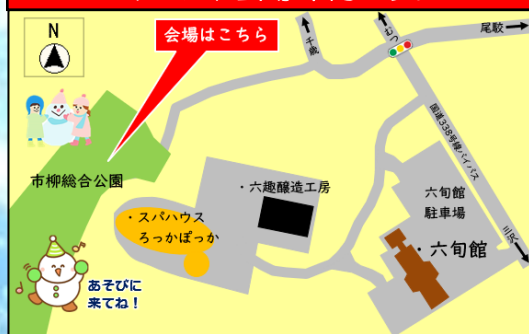 N
会場はこちら
千歳
むつ
尾駮
国道338号線バイパス
三沢
市柳総合公園
・六趣醸造工房
・スパハウス
ろっかぽっか
六旬館
駐車場
・六旬館
あそびに
来てね！